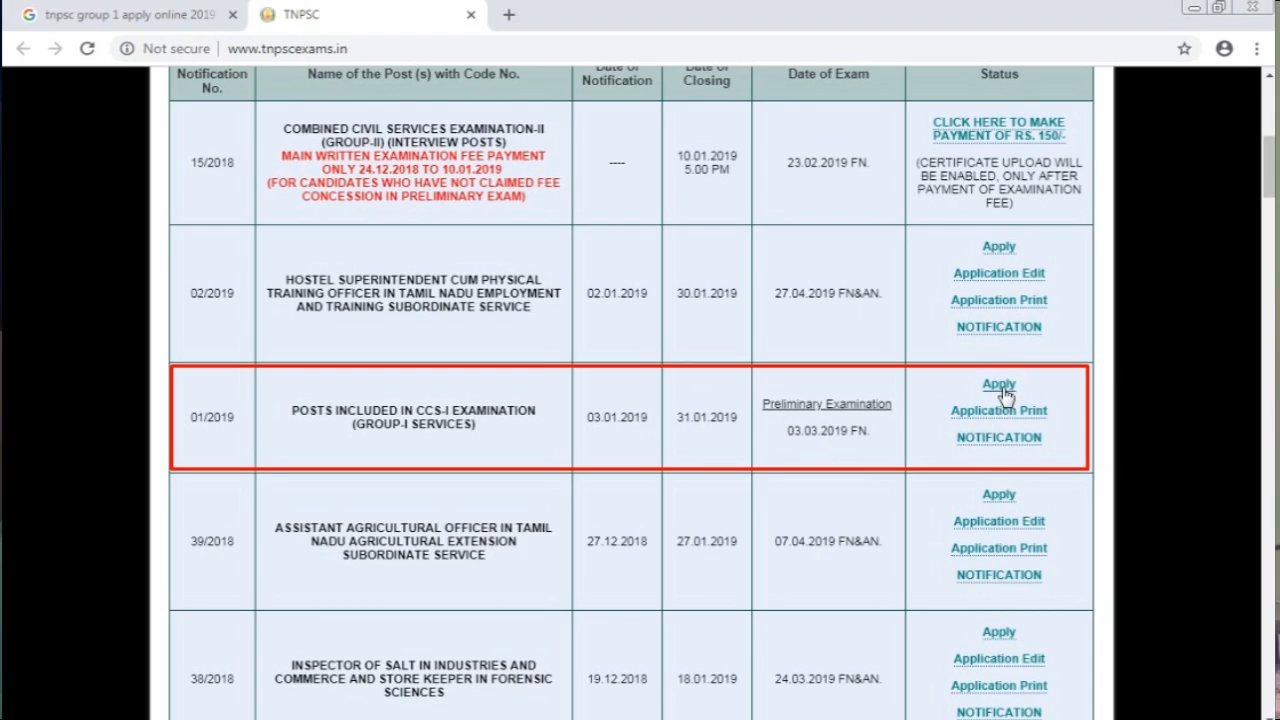 tnpsc group 1 apply online 2019
TNPSC
Not secure
www.tnpscexams.in
Notification No.
Name of the Post (s) with Code No.
Date of Notification
Date of Closing
Date of Exam
Status
15/2018
COMBINED CIVIL SERVICES EXAMINATION-II
(GROUP-II) (INTERVIEW POSTS)
MAIN WRITTEN EXAMINATION FEE PAYMENT
ONLY 24.12.2018 TO 10.01.2019
(FOR CANDIDATES WHO HAVE NOT CLAIMED FEE
CONCESSION IN PRELIMINARY EXAM)
----
10.01.2019
5.00 PM
23.02.2019 FN.
CLICK HERE TO MAKE
PAYMENT OF RS. 150/-
(CERTIFICATE UPLOAD WILL
BE ENABLED, ONLY AFTER
PAYMENT OF EXAMINATION
FEE)
02/2019
HOSTEL SUPERINTENDENT CUM PHYSICAL
TRAINING OFFICER IN TAMIL NADU EMPLOYMENT
AND TRAINING SUBORDINATE SERVICE
02.01.2019
30.01.2019
27.04.2019 FN&AN.
Apply
Application Edit
Application Print
NOTIFICATION
01/2019
POSTS INCLUDED IN CCS-I EXAMINATION
(GROUP-I SERVICES)
03.01.2019
31.01.2019
Preliminary Examination
03.03.2019 FN.
Apply
Application Print
NOTIFICATION
39/2018
ASSISTANT AGRICULTURAL OFFICER IN TAMIL
NADU AGRICULTURAL EXTENSION
SUBORDINATE SERVICE
27.12.2018
27.01.2019
07.04.2019 FN&AN.
Apply
Application Edit
Application Print
NOTIFICATION
38/2018
INSPECTOR OF SALT IN INDUSTRIES AND
COMMERCE AND STORE KEEPER IN FORENSIC
SCIENCES
19.12.2018
18.01.2019
24.03.2019 FN&AN.
Apply
Application Edit
Application Print
NOTIFICATION